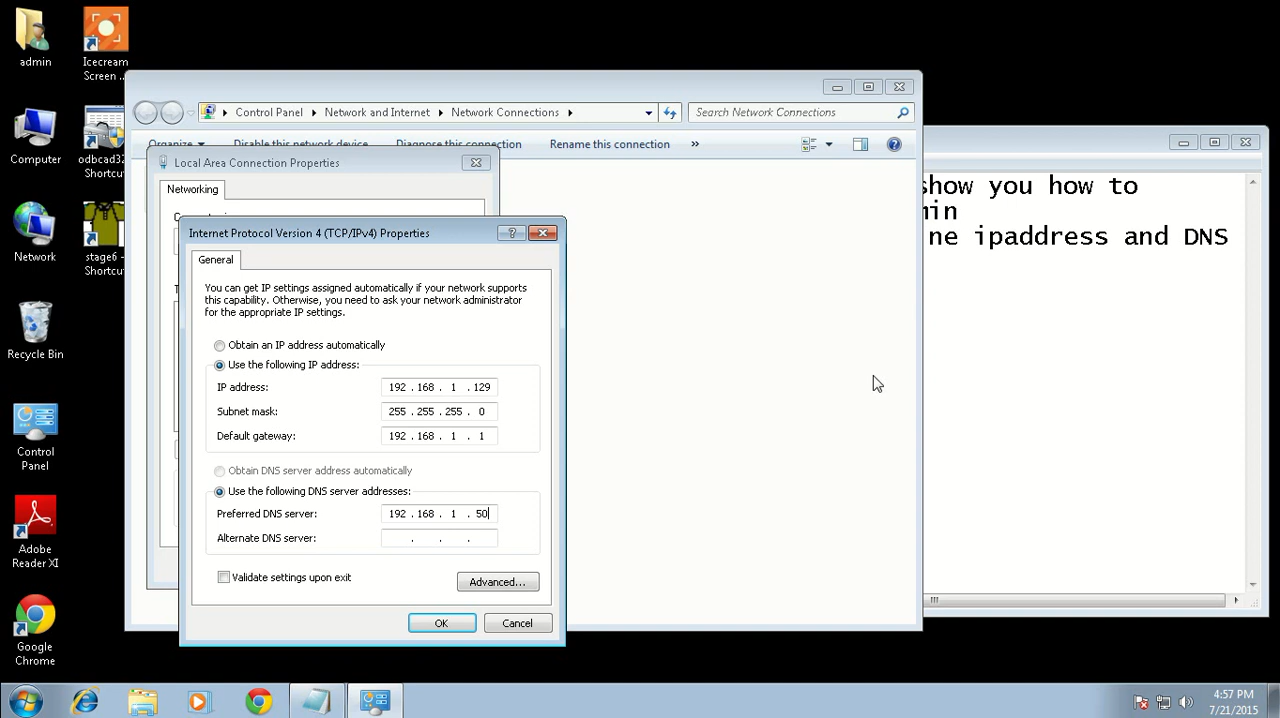 admin
Icecream
Screen ...
Computer
odbcad32
Shortcut
Network
stage6 -
Shortcut
Recycle Bin
Control
Panel
Adobe
Reader XI
Google
Chrome
Control Panel
Network and Internet
Network Connections
Search Network Connections
Organize
Disable this network device
Diagnose this connection
Rename this connection
»
Local Area Connection Properties
Networking
Internet Protocol Version 4 (TCP/IPv4) Properties
General
You can get IP settings assigned automatically if your network supports
this capability. Otherwise, you need to ask your network administrator
for the appropriate IP settings.
Obtain an IP address automatically
Use the following IP address:
IP address: 192 . 168 . 1 . 129
Subnet mask: 255 . 255 . 255 . 0
Default gateway: 192 . 168 . 1 . 1
Obtain DNS server address automatically
Use the following DNS server addresses:
Preferred DNS server: 192 . 168 . 1 . 50
Alternate DNS server: . . .
Validate settings upon exit
Advanced...
OK
Cancel
show you how to
min
ne ipaddress and DNS
4:57 PM
7/21/2015